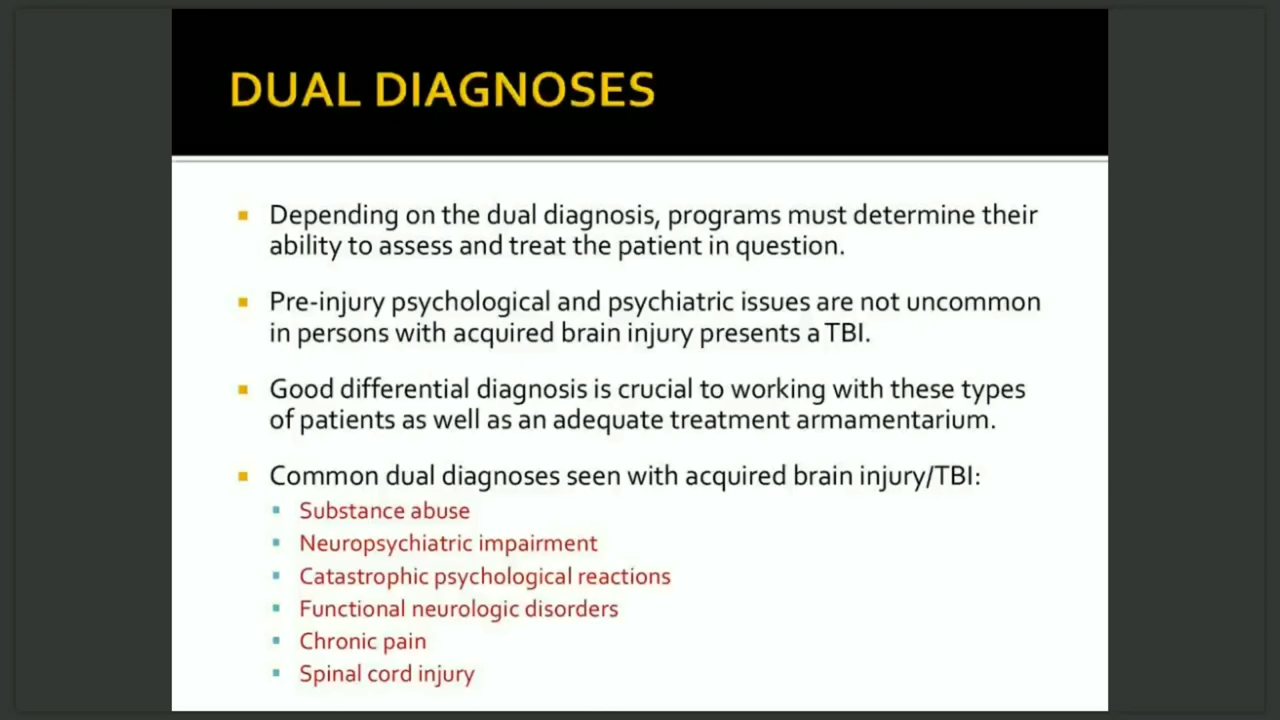 DUAL DIAGNOSES
Depending on the dual diagnosis, programs must determine their
ability to assess and treat the patient in question.
Pre-injury psychological and psychiatric issues are not uncommon
in persons with acquired brain injury presents a TBI.
Good differential diagnosis is crucial to working with these types
of patients as well as an adequate treatment armamentarium.
Common dual diagnoses seen with acquired brain injury/TBI:
Substance abuse
Neuropsychiatric impairment
Catastrophic psychological reactions
Functional neurologic disorders
Chronic pain
Spinal cord injury